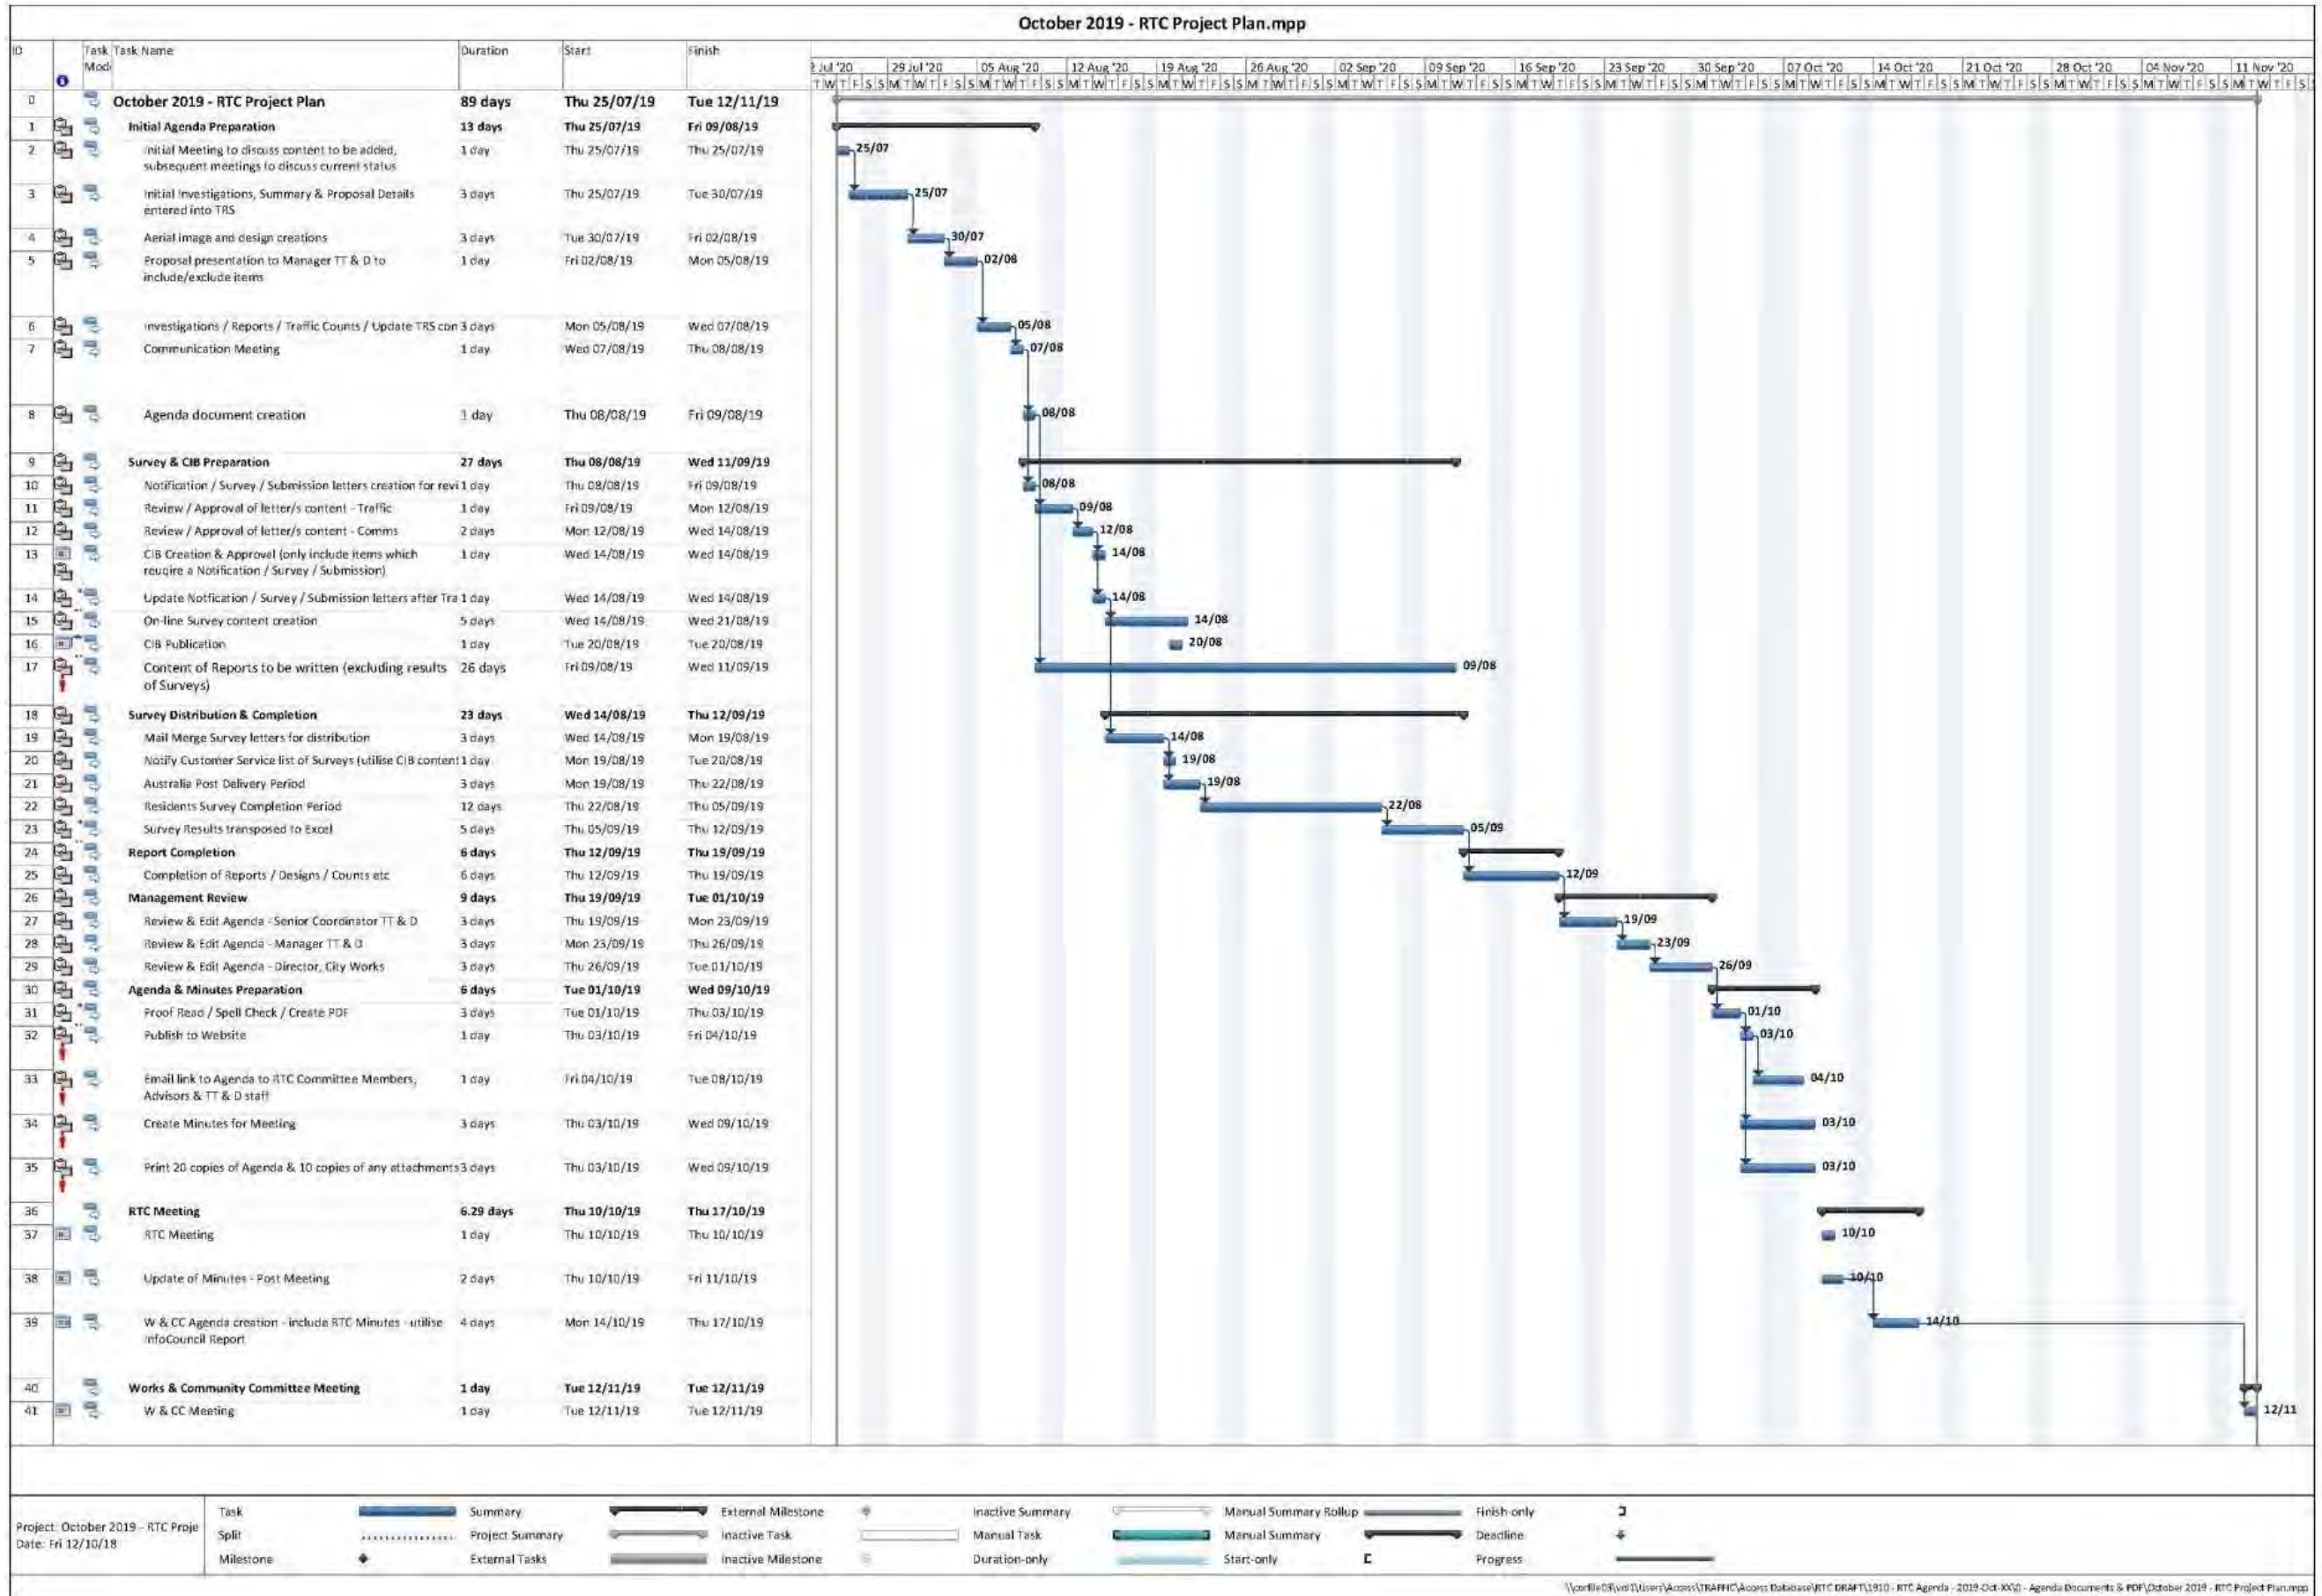 October 2019 - RTC Project Plan.mpp
ID Task Mode Task Name Duration Start Finish
2 Jul '20 29 Jul '20 05 Aug '20 12 Aug '20 19 Aug '20 26 Aug '20 02 Sep '20 09 Sep '20 16 Sep '20 23 Sep '20 30 Sep '20 07 Oct '20 14 Oct '20 21 Oct '20 28 Oct '20 04 Nov '20 11 Nov '20
T W T F S S M T W T F S S M T W T F S S M T W T F S S M T W T F S S M T W T F S S M T W T F S S M T W T F S S M T W T F S S M T W T F S S M T W T F S S M T W T F S S M T W T F S S M T W T F S S M T W T F S S M T W T F S S M T W T F S
0 October 2019 - RTC Project Plan 89 days Thu 25/07/19 Tue 12/11/19
1 Initial Agenda Preparation 13 days Thu 25/07/19 Fri 09/08/19
2 Initial Meeting to discuss content to be added, 1 day Thu 25/07/19 Thu 25/07/19 25/07
subsequent meetings to discuss current status
3 Initial Investigations, Summary & Proposal Details 3 days Thu 25/07/19 Tue 30/07/19 25/07
entered into TRS
4 Aerial image and design creations 3 days Tue 30/07/19 Fri 02/08/19 30/07
5 Proposal presentation to Manager TT & D to 1 day Fri 02/08/19 Mon 05/08/19 02/08
include/exclude items
6 Investigations / Reports / Traffic Counts / Update TRS con 3 days Mon 05/08/19 Wed 07/08/19 05/08
7 Communication Meeting 1 day Wed 07/08/19 Thu 08/08/19 07/08
8 Agenda document creation 1 day Thu 08/08/19 Fri 09/08/19 08/08
9 Survey & CIB Preparation 27 days Thu 08/08/19 Wed 11/09/19
10 Notification / Survey / Submission letters creation for revi 1 day Thu 08/08/19 Fri 09/08/19 08/08
11 Review / Approval of letter/s content - Traffic 1 day Fri 09/08/19 Mon 12/08/19 09/08
12 Review / Approval of letter/s content - Comms 2 days Mon 12/08/19 Wed 14/08/19 12/08
13 CIB Creation & Approval (only include items which 1 day Wed 14/08/19 Wed 14/08/19 14/08
reuqire a Notification / Survey / Submission)
14 Update Notfication / Survey / Submission letters after Tra 1 day Wed 14/08/19 Wed 14/08/19 14/08
15 On-line Survey content creation 5 days Wed 14/08/19 Wed 21/08/19 14/08
16 CIB Publication 1 day Tue 20/08/19 Tue 20/08/19 20/08
17 Content of Reports to be written (excluding results 26 days Fri 09/08/19 Wed 11/09/19 09/08
of Surveys)
18 Survey Distribution & Completion 23 days Wed 14/08/19 Thu 12/09/19
19 Mail Merge Survey letters for distribution 3 days Wed 14/08/19 Mon 19/08/19 14/08
20 Notify Customer Service list of Surveys (utilise CIB content 1 day Mon 19/08/19 Tue 20/08/19 19/08
21 Australia Post Delivery Period 3 days Mon 19/08/19 Thu 22/08/19 19/08
22 Residents Survey Completion Period 12 days Thu 22/08/19 Thu 05/09/19 22/08
23 Survey Results transposed to Excel 5 days Thu 05/09/19 Thu 12/09/19 05/09
24 Report Completion 6 days Thu 12/09/19 Thu 19/09/19
25 Completion of Reports / Designs / Counts etc 6 days Thu 12/09/19 Thu 19/09/19 12/09
26 Management Review 9 days Thu 19/09/19 Tue 01/10/19
27 Review & Edit Agenda - Senior Coordinator TT & D 3 days Thu 19/09/19 Mon 23/09/19 19/09
28 Review & Edit Agenda - Manager TT & D 3 days Mon 23/09/19 Thu 26/09/19 23/09
29 Review & Edit Agenda - Director, City Works 3 days Thu 26/09/19 Tue 01/10/19 26/09
30 Agenda & Minutes Preparation 6 days Tue 01/10/19 Wed 09/10/19
31 Proof Read / Spell Check / Create PDF 3 days Tue 01/10/19 Thu 03/10/19 01/10
32 Publish to Website 1 day Thu 03/10/19 Fri 04/10/19 03/10
33 Email link to Agenda to RTC Committee Members, 1 day Fri 04/10/19 Tue 08/10/19 04/10
Advisors & TT & D staff
34 Create Minutes for Meeting 3 days Thu 03/10/19 Wed 09/10/19 03/10
35 Print 20 copies of Agenda & 10 copies of any attachments 3 days Thu 03/10/19 Wed 09/10/19 03/10
36 RTC Meeting 6.29 days Thu 10/10/19 Thu 17/10/19
37 RTC Meeting 1 day Thu 10/10/19 Thu 10/10/19 10/10
38 Update of Minutes - Post Meeting 2 days Thu 10/10/19 Fri 11/10/19 10/10
39 W & CC Agenda creation - include RTC Minutes - utilise 4 days Mon 14/10/19 Thu 17/10/19 14/10
InfoCouncil Report
40 Works & Community Committee Meeting 1 day Tue 12/11/19 Tue 12/11/19
41 W & CC Meeting 1 day Tue 12/11/19 Tue 12/11/19 12/11
Project: October 2019 - RTC Proje
Date: Fri 12/10/18
Task Summary External Milestone Inactive Summary Manual Summary Rollup Finish-only
Split Project Summary Inactive Task Manual Task Manual Summary Deadline
Milestone External Tasks Inactive Milestone Duration-only Start-only Progress